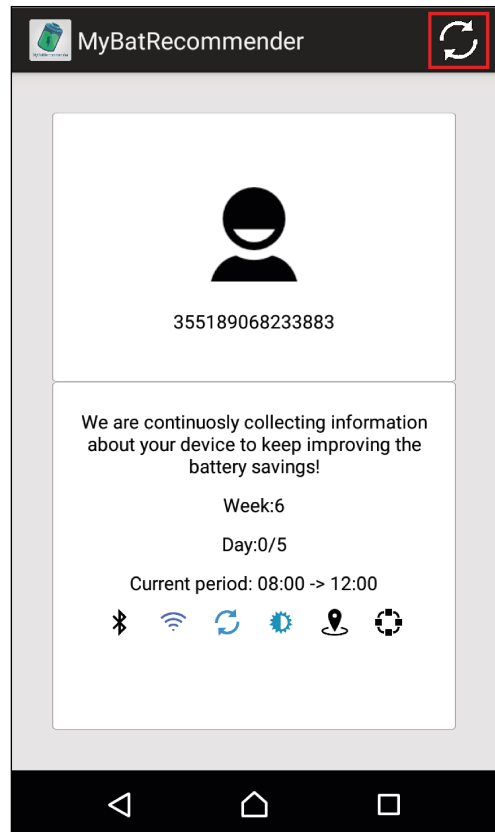 MyBatRecommender
355189068233883
We are continuosly collecting information
about your device to keep improving the
battery savings!
Week:6
Day:0/5
Current period: 08:00 -> 12:00